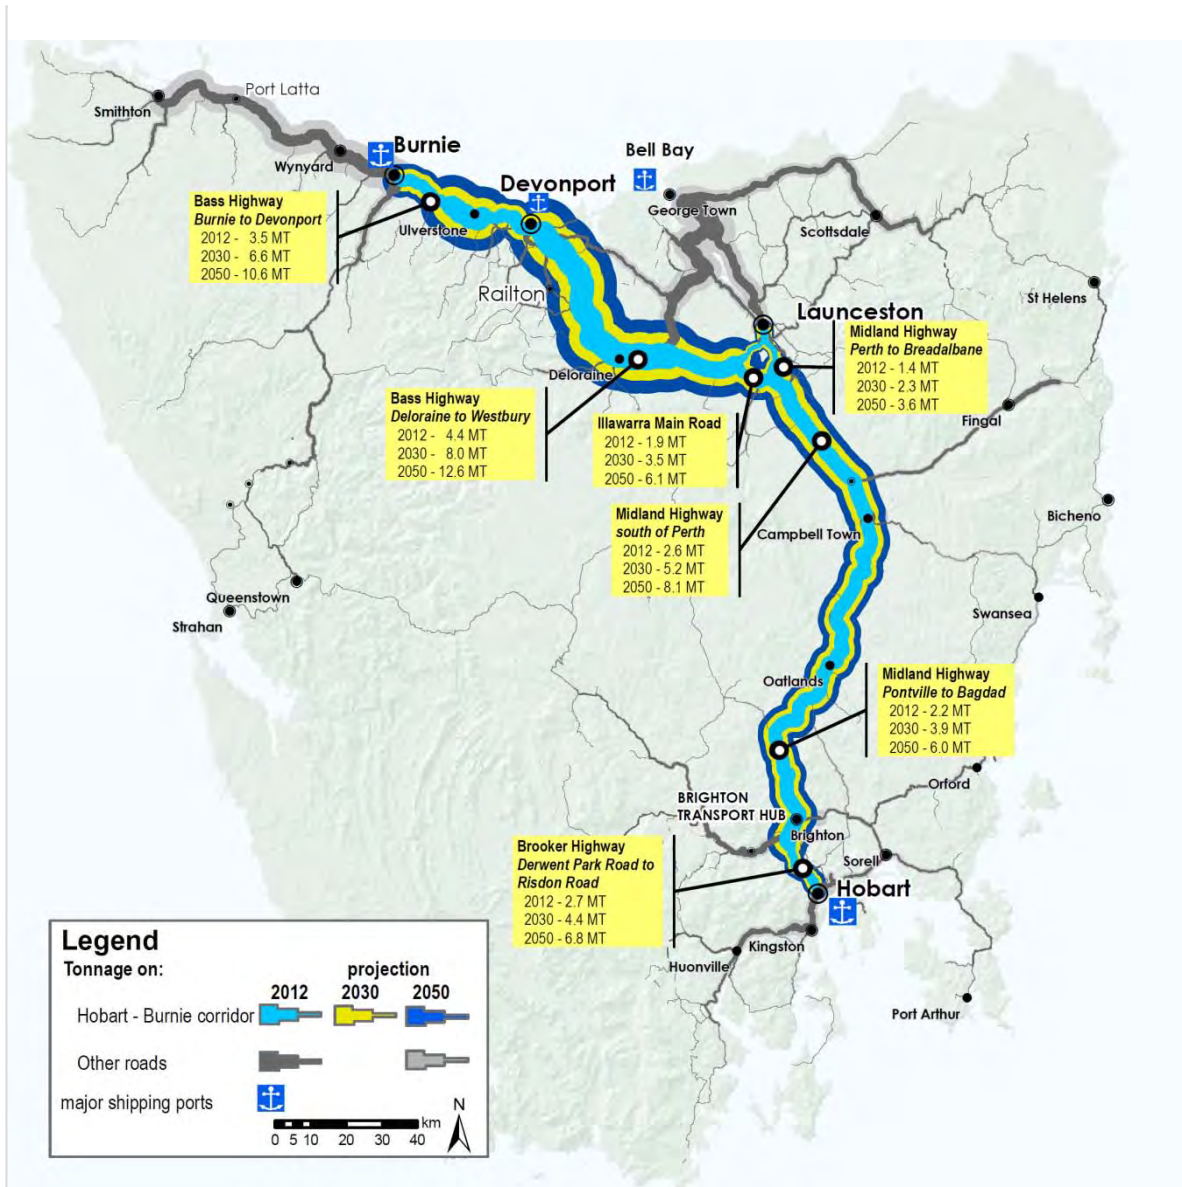 Port Latta
Smithton
Burnie
Wynyard
Bell Bay
Devonport
George Town
Bass Highway
Burnie to Devonport
2012 - 3.5 MT
2030 - 6.6 MT
2050 - 10.6 MT
Ulverstone
Scottsdale
Railton
St Helens
Launceston
Midland Highway
Perth to Breadalbane
2012 - 1.4 MT
2030 - 2.3 MT
2050 - 3.6 MT
Deloraine
Bass Highway
Deloraine to Westbury
2012 - 4.4 MT
2030 - 8.0 MT
2050 - 12.6 MT
Illawarra Main Road
2012 - 1.9 MT
2030 - 3.5 MT
2050 - 6.1 MT
Fingal
Midland Highway
south of Perth
2012 - 2.6 MT
2030 - 5.2 MT
2050 - 8.1 MT
Campbell Town
Bicheno
Queenstown
Strahan
Swansea
Oatlands
Midland Highway
Pontville to Bagdad
2012 - 2.2 MT
2030 - 3.9 MT
2050 - 6.0 MT
Orford
BRIGHTON
TRANSPORT HUB
Brighton
Brooker Highway
Derwent Park Road to
Risdon Road
2012 - 2.7 MT
2030 - 4.4 MT
2050 - 6.8 MT
Sorell
Hobart
Kingston
Huonville
Port Arthur
Legend
Tonnage on: projection
2012 2030 2050
Hobart - Burnie corridor
Other roads
major shipping ports
N
km
0 5 10 20 30 40